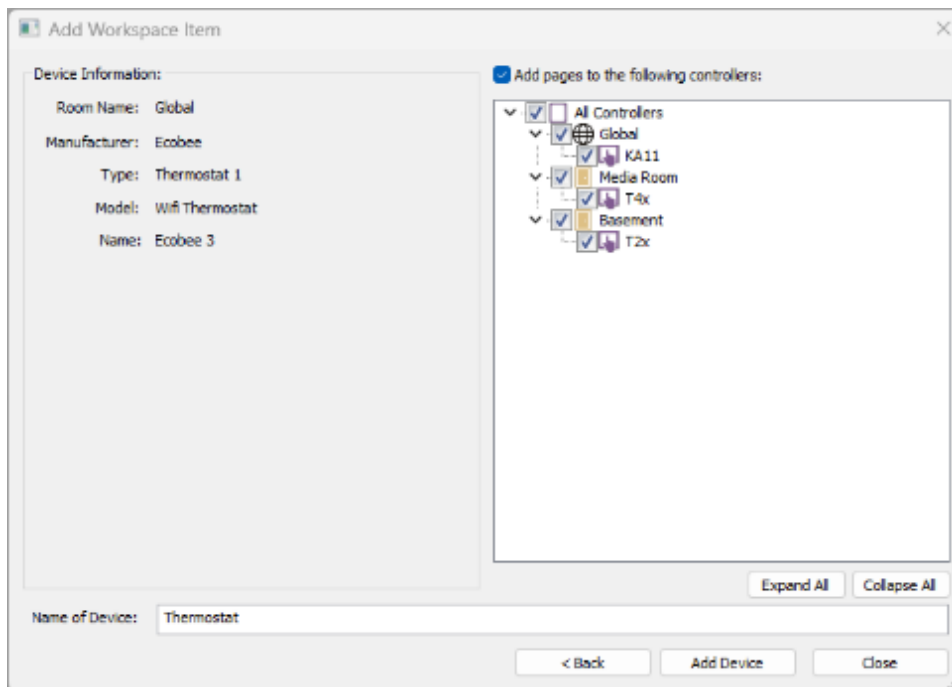 Add Workspace Item
Device Information:
Room Name: Global
Manufacturer: Ecobee
Type: Thermostat 1
Model: Wifi Thermostat
Name: Ecobee 3
Add pages to the following controllers:
All Controllers
Global
KA11
Media Room
T4x
Basement
T2x
Expand All Collapse All
Name of Device: Thermostat
< Back Add Device Close